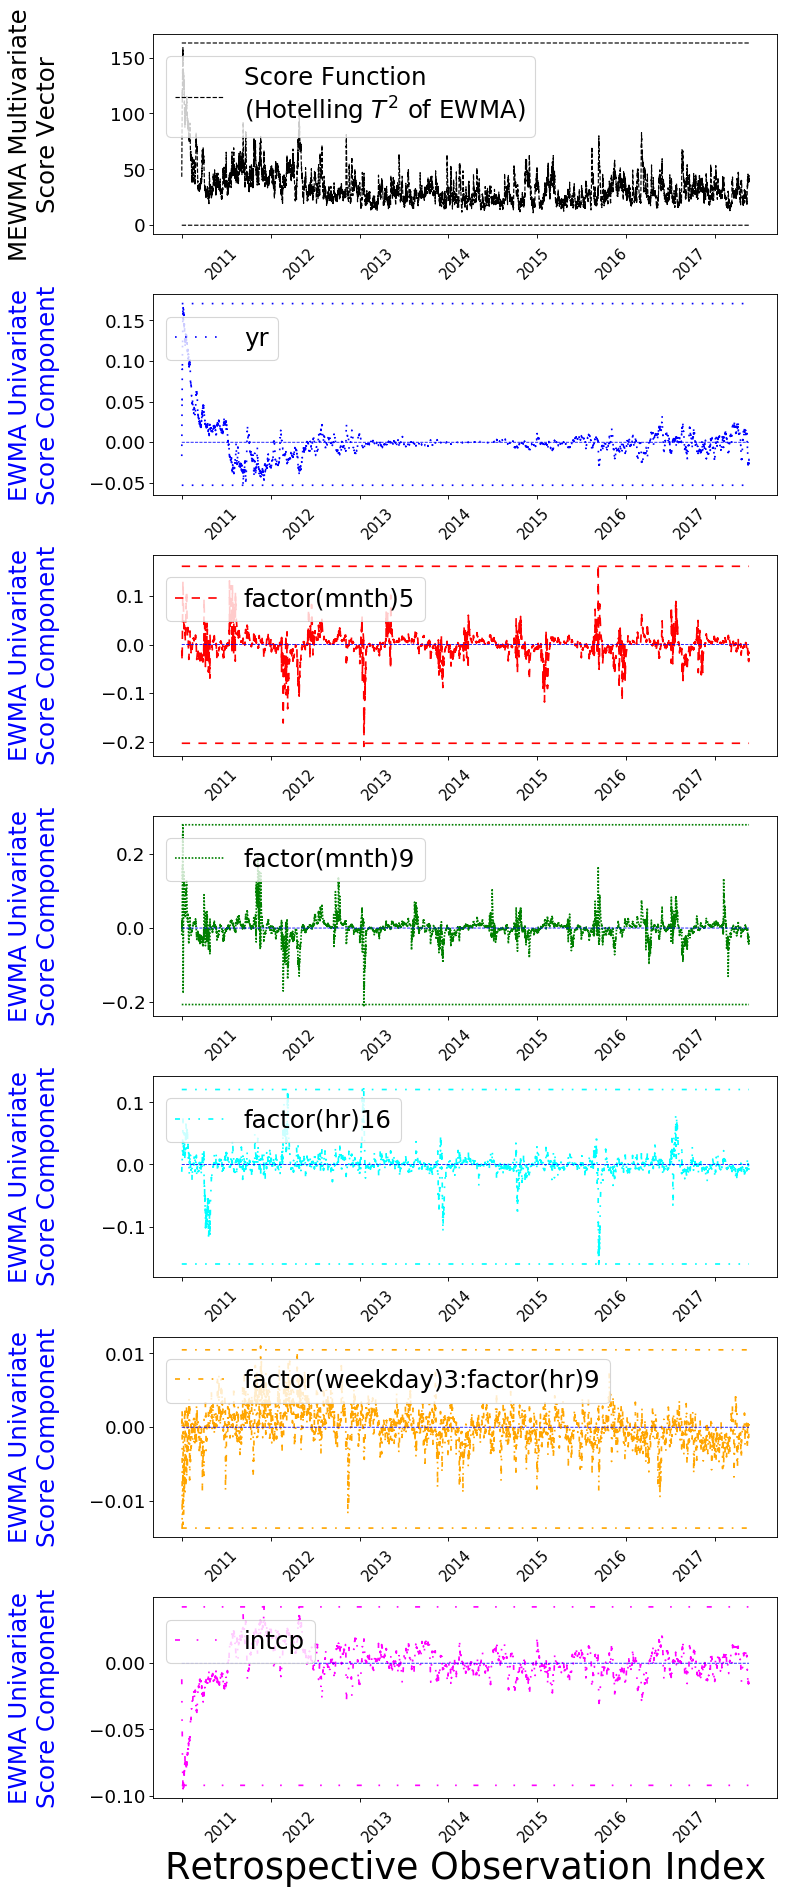 MEWMA Multivariate
Score Vector
150
100
50
0
Score Function
(Hotelling T² of EWMA)
2011 2012 2013 2014 2015 2016 2017
EWMA Univariate
Score Component
0.15
0.10
0.05
0.00
−0.05
yr
2011 2012 2013 2014 2015 2016 2017
EWMA Univariate
Score Component
0.1
0.0
−0.1
−0.2
factor(mnth)5
2011 2012 2013 2014 2015 2016 2017
EWMA Univariate
Score Component
0.2
0.0
−0.2
factor(mnth)9
2011 2012 2013 2014 2015 2016 2017
EWMA Univariate
Score Component
0.1
0.0
−0.1
factor(hr)16
2011 2012 2013 2014 2015 2016 2017
EWMA Univariate
Score Component
0.01
0.00
−0.01
factor(weekday)3:factor(hr)9
2011 2012 2013 2014 2015 2016 2017
EWMA Univariate
Score Component
0.00
−0.05
−0.10
intcp
2011 2012 2013 2014 2015 2016 2017
Retrospective Observation Index